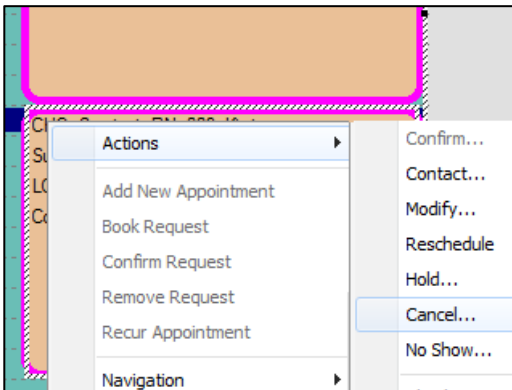 Actions
Add New Appointment
Book Request
Confirm Request
Remove Request
Recur Appointment
Navigation
Confirm...
Contact...
Modify...
Reschedule
Hold...
Cancel...
No Show...